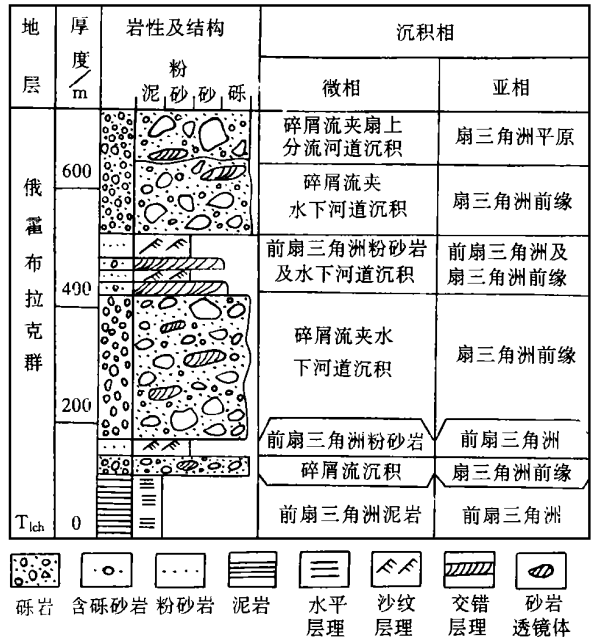 地层
厚度/m
岩性及结构
粉
泥 砂 砂 砾
沉积相
微相
亚相
俄霍布拉克群
T₁ch
600
400
200
0
碎屑流夹扇上
分流河道沉积
扇三角洲平原
碎屑流夹
水下河道沉积
扇三角洲前缘
前扇三角洲粉砂岩
及水下河道沉积
前扇三角洲及
扇三角洲前缘
碎屑流夹水
下河道沉积
扇三角洲前缘
前扇三角洲粉砂岩
前扇三角洲
碎屑流沉积
扇三角洲前缘
前扇三角洲泥岩
前扇三角洲
砾岩
含砾砂岩
粉砂岩
泥岩
水平
层理
沙纹
层理
交错
层理
砂岩
透镜体